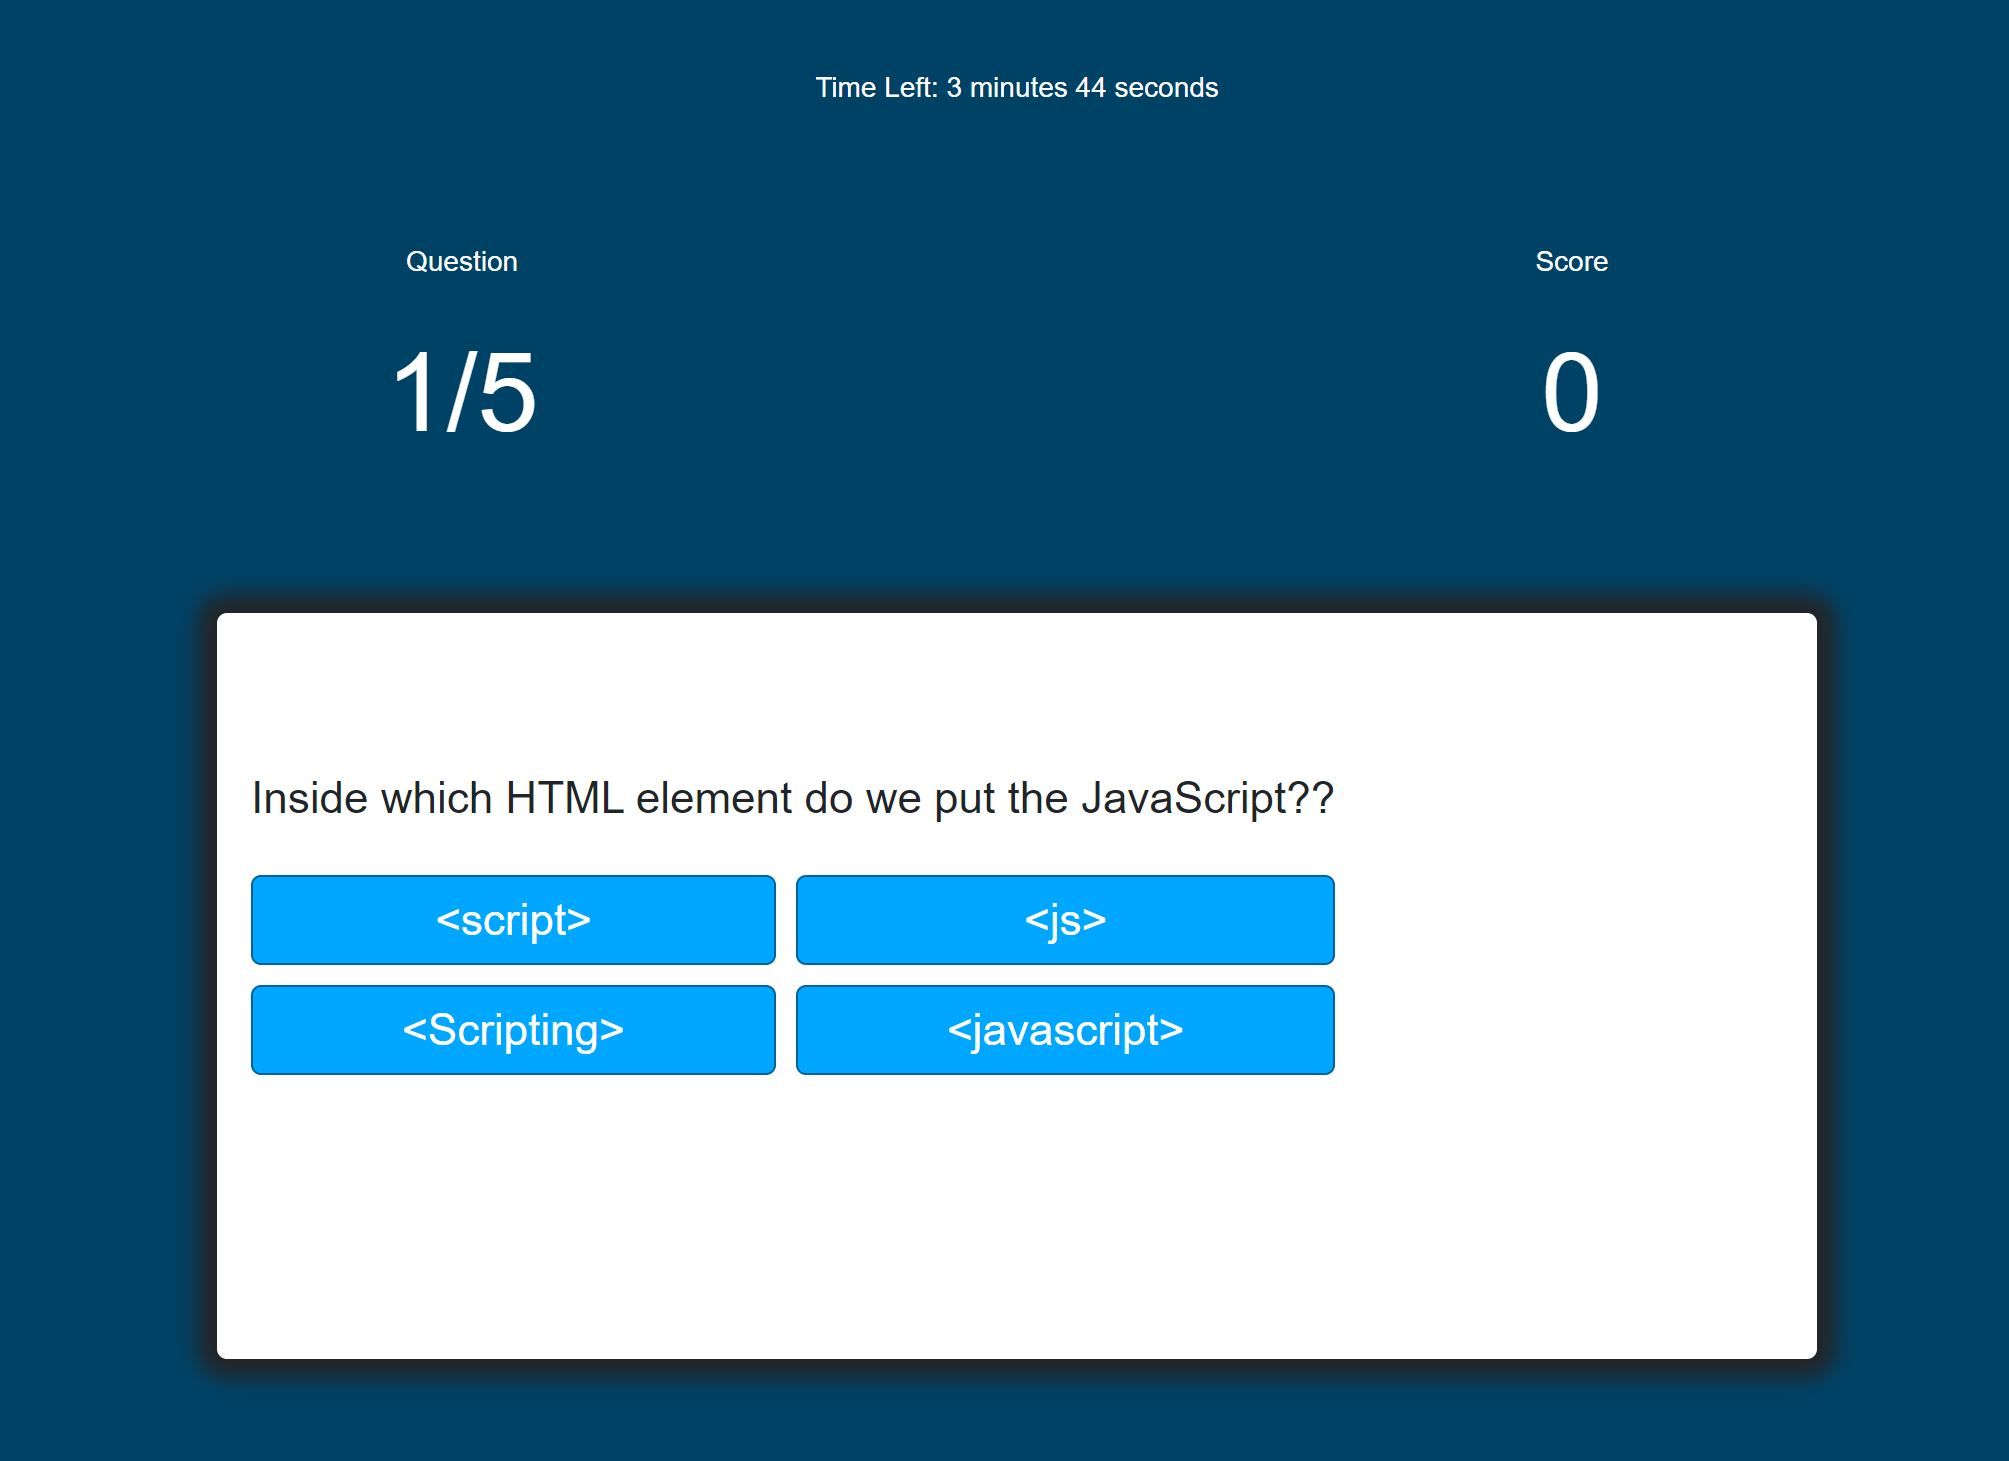 Time Left: 3 minutes 44 seconds
Question
Score
1/5
0
Inside which HTML element do we put the JavaScript??
<script>
<js>
<Scripting>
<javascript>